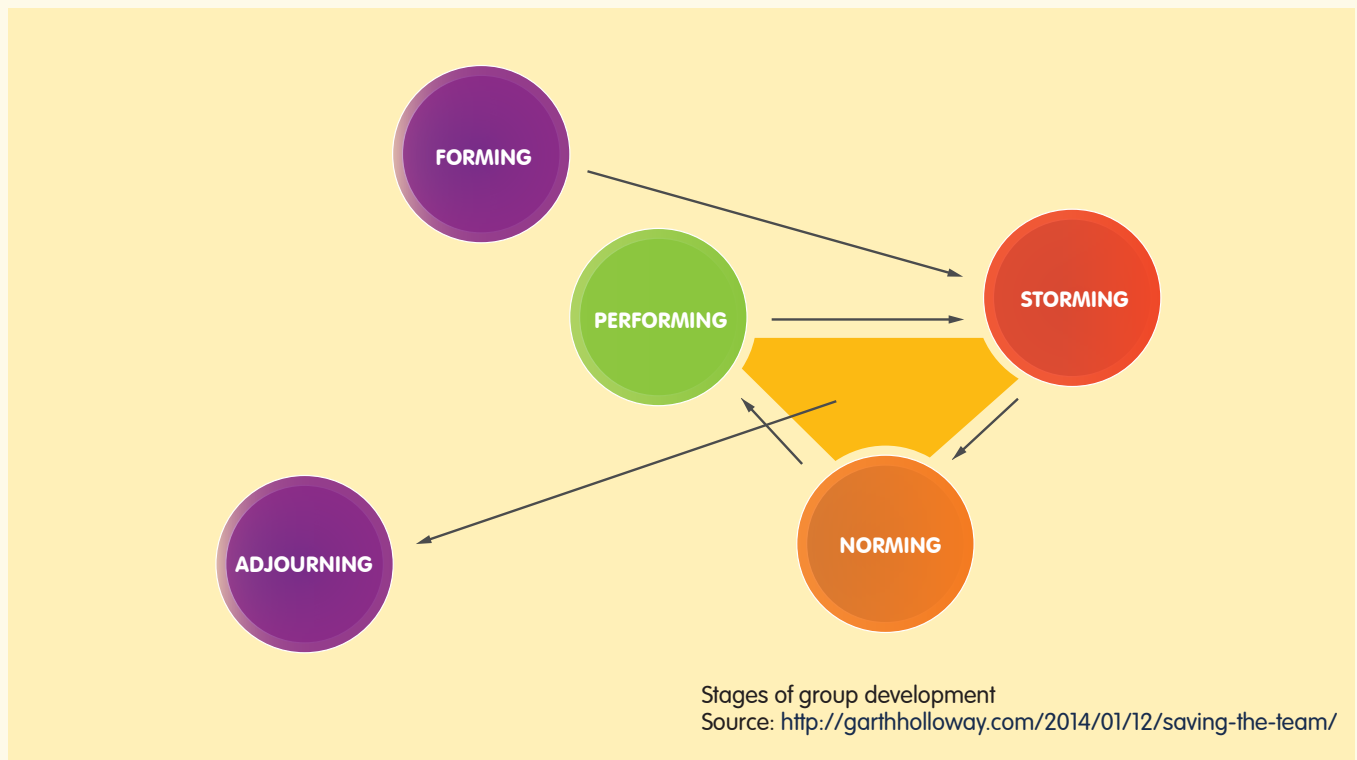 FORMING
STORMING
PERFORMING
NORMING
ADJOURNING
Stages of group development
Source: http://garthholloway.com/2014/01/12/saving-the-team/